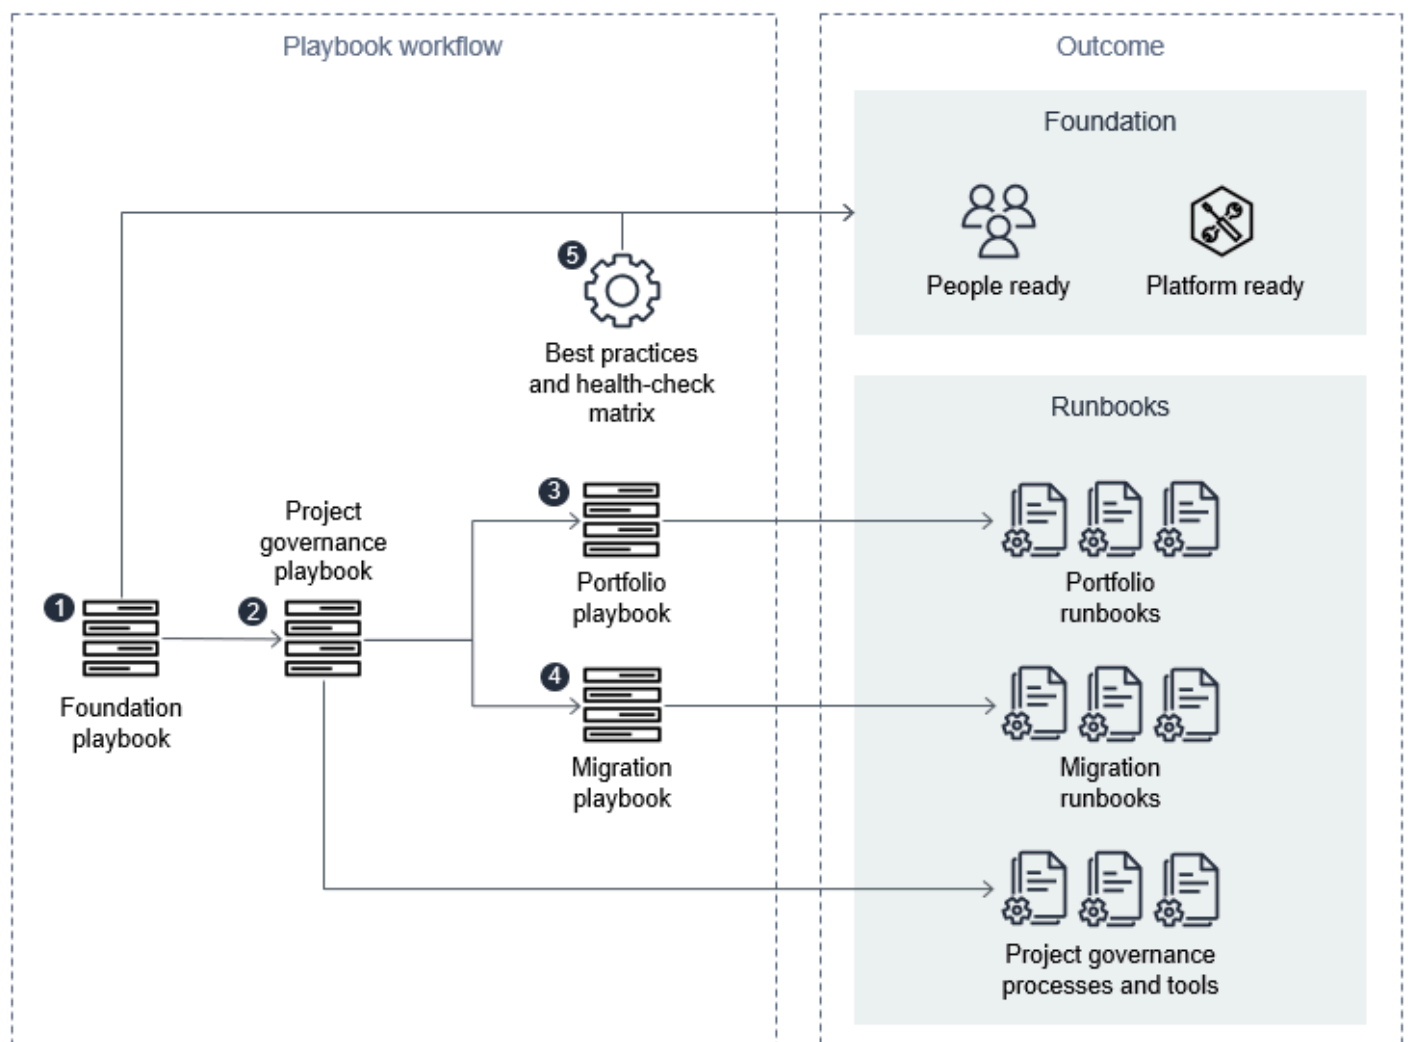 Playbook workflow
Outcome
Foundation
People ready
Platform ready
5
Best practices
and health-check
matrix
Runbooks
1
Foundation
playbook
2
Project
governance
playbook
3
Portfolio
playbook
4
Migration
playbook
Portfolio
runbooks
Migration
runbooks
Project governance
processes and tools